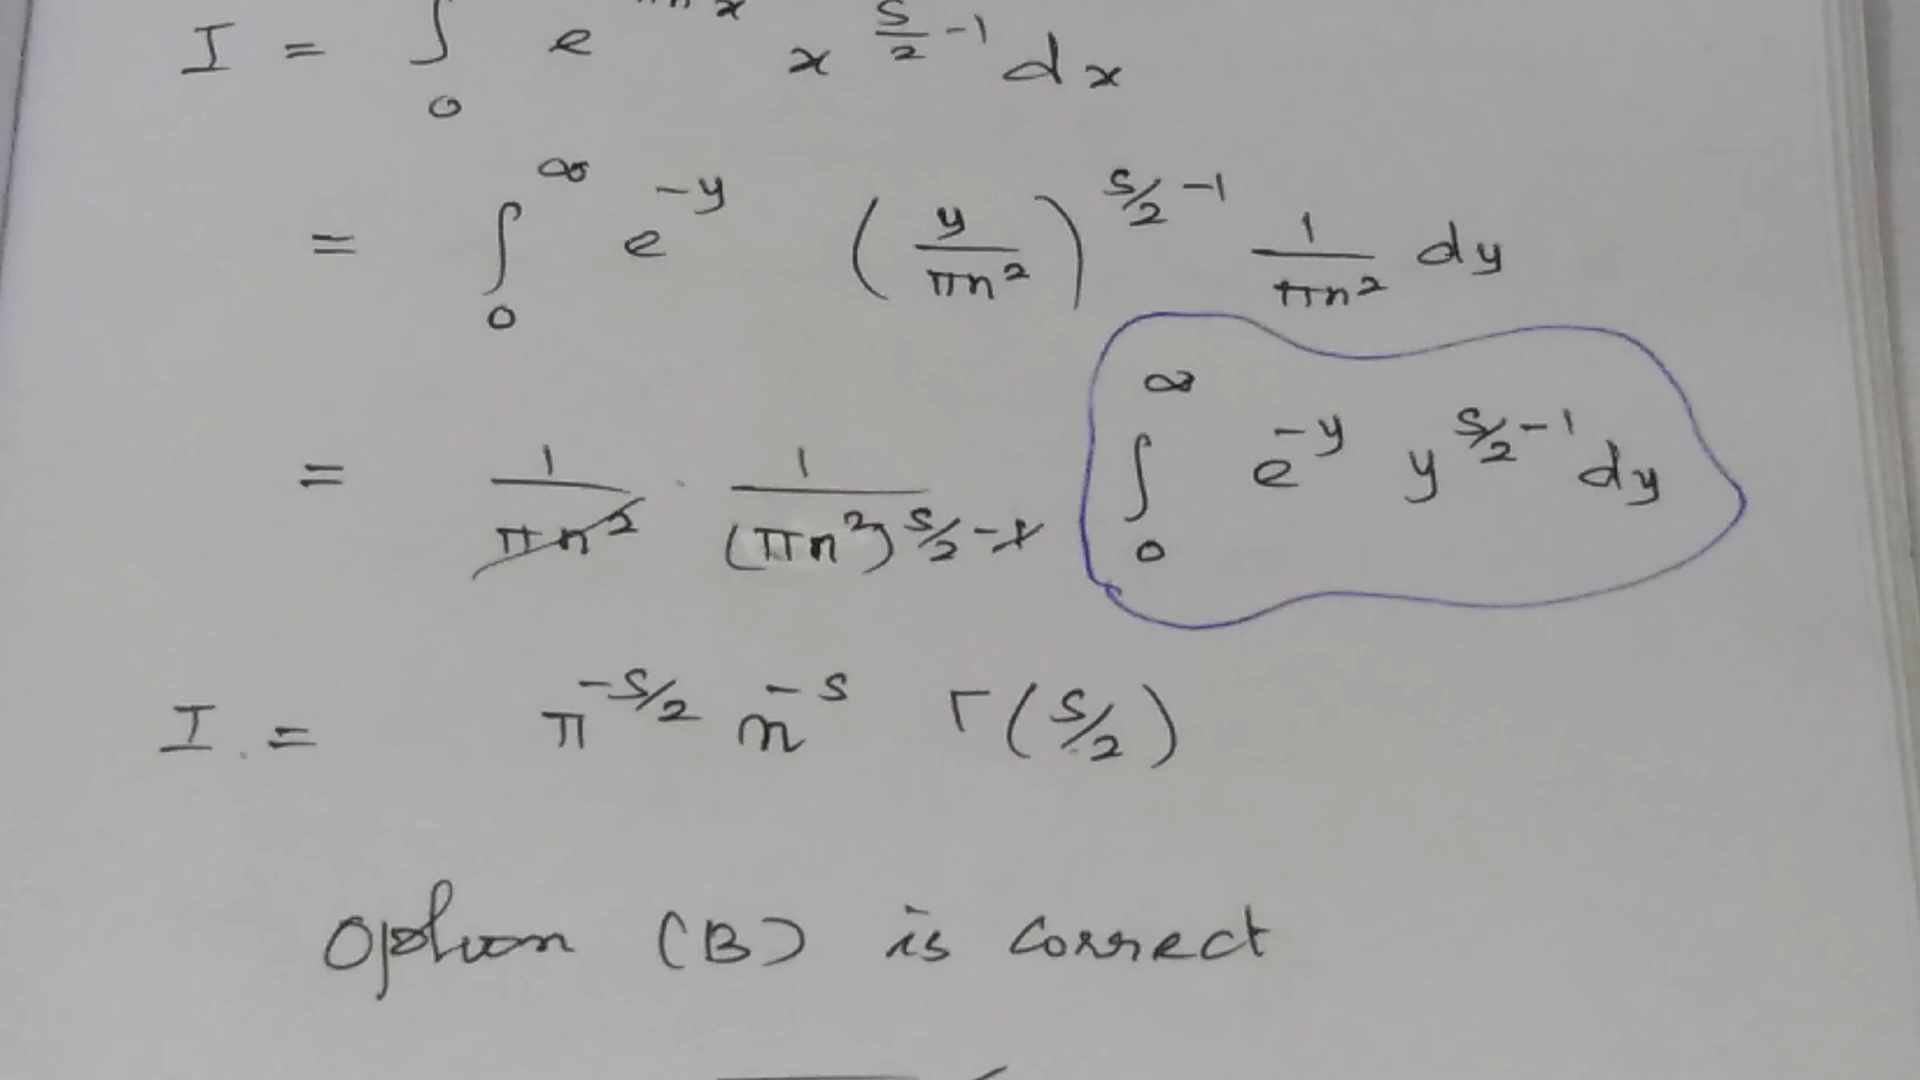 I = ∫₀ e x^(s/2 - 1) dx
= ∫₀^∞ e^(-y) (y/πn²)^(s/2 - 1) 1/πn² dy
= 1/πn² · 1/(πn²)^(s/2 - 1) ∫₀^∞ e^(-y) y^(s/2 - 1) dy
I = π^(-s/2) n^(-s) Γ(s/2)
Option (B) is correct